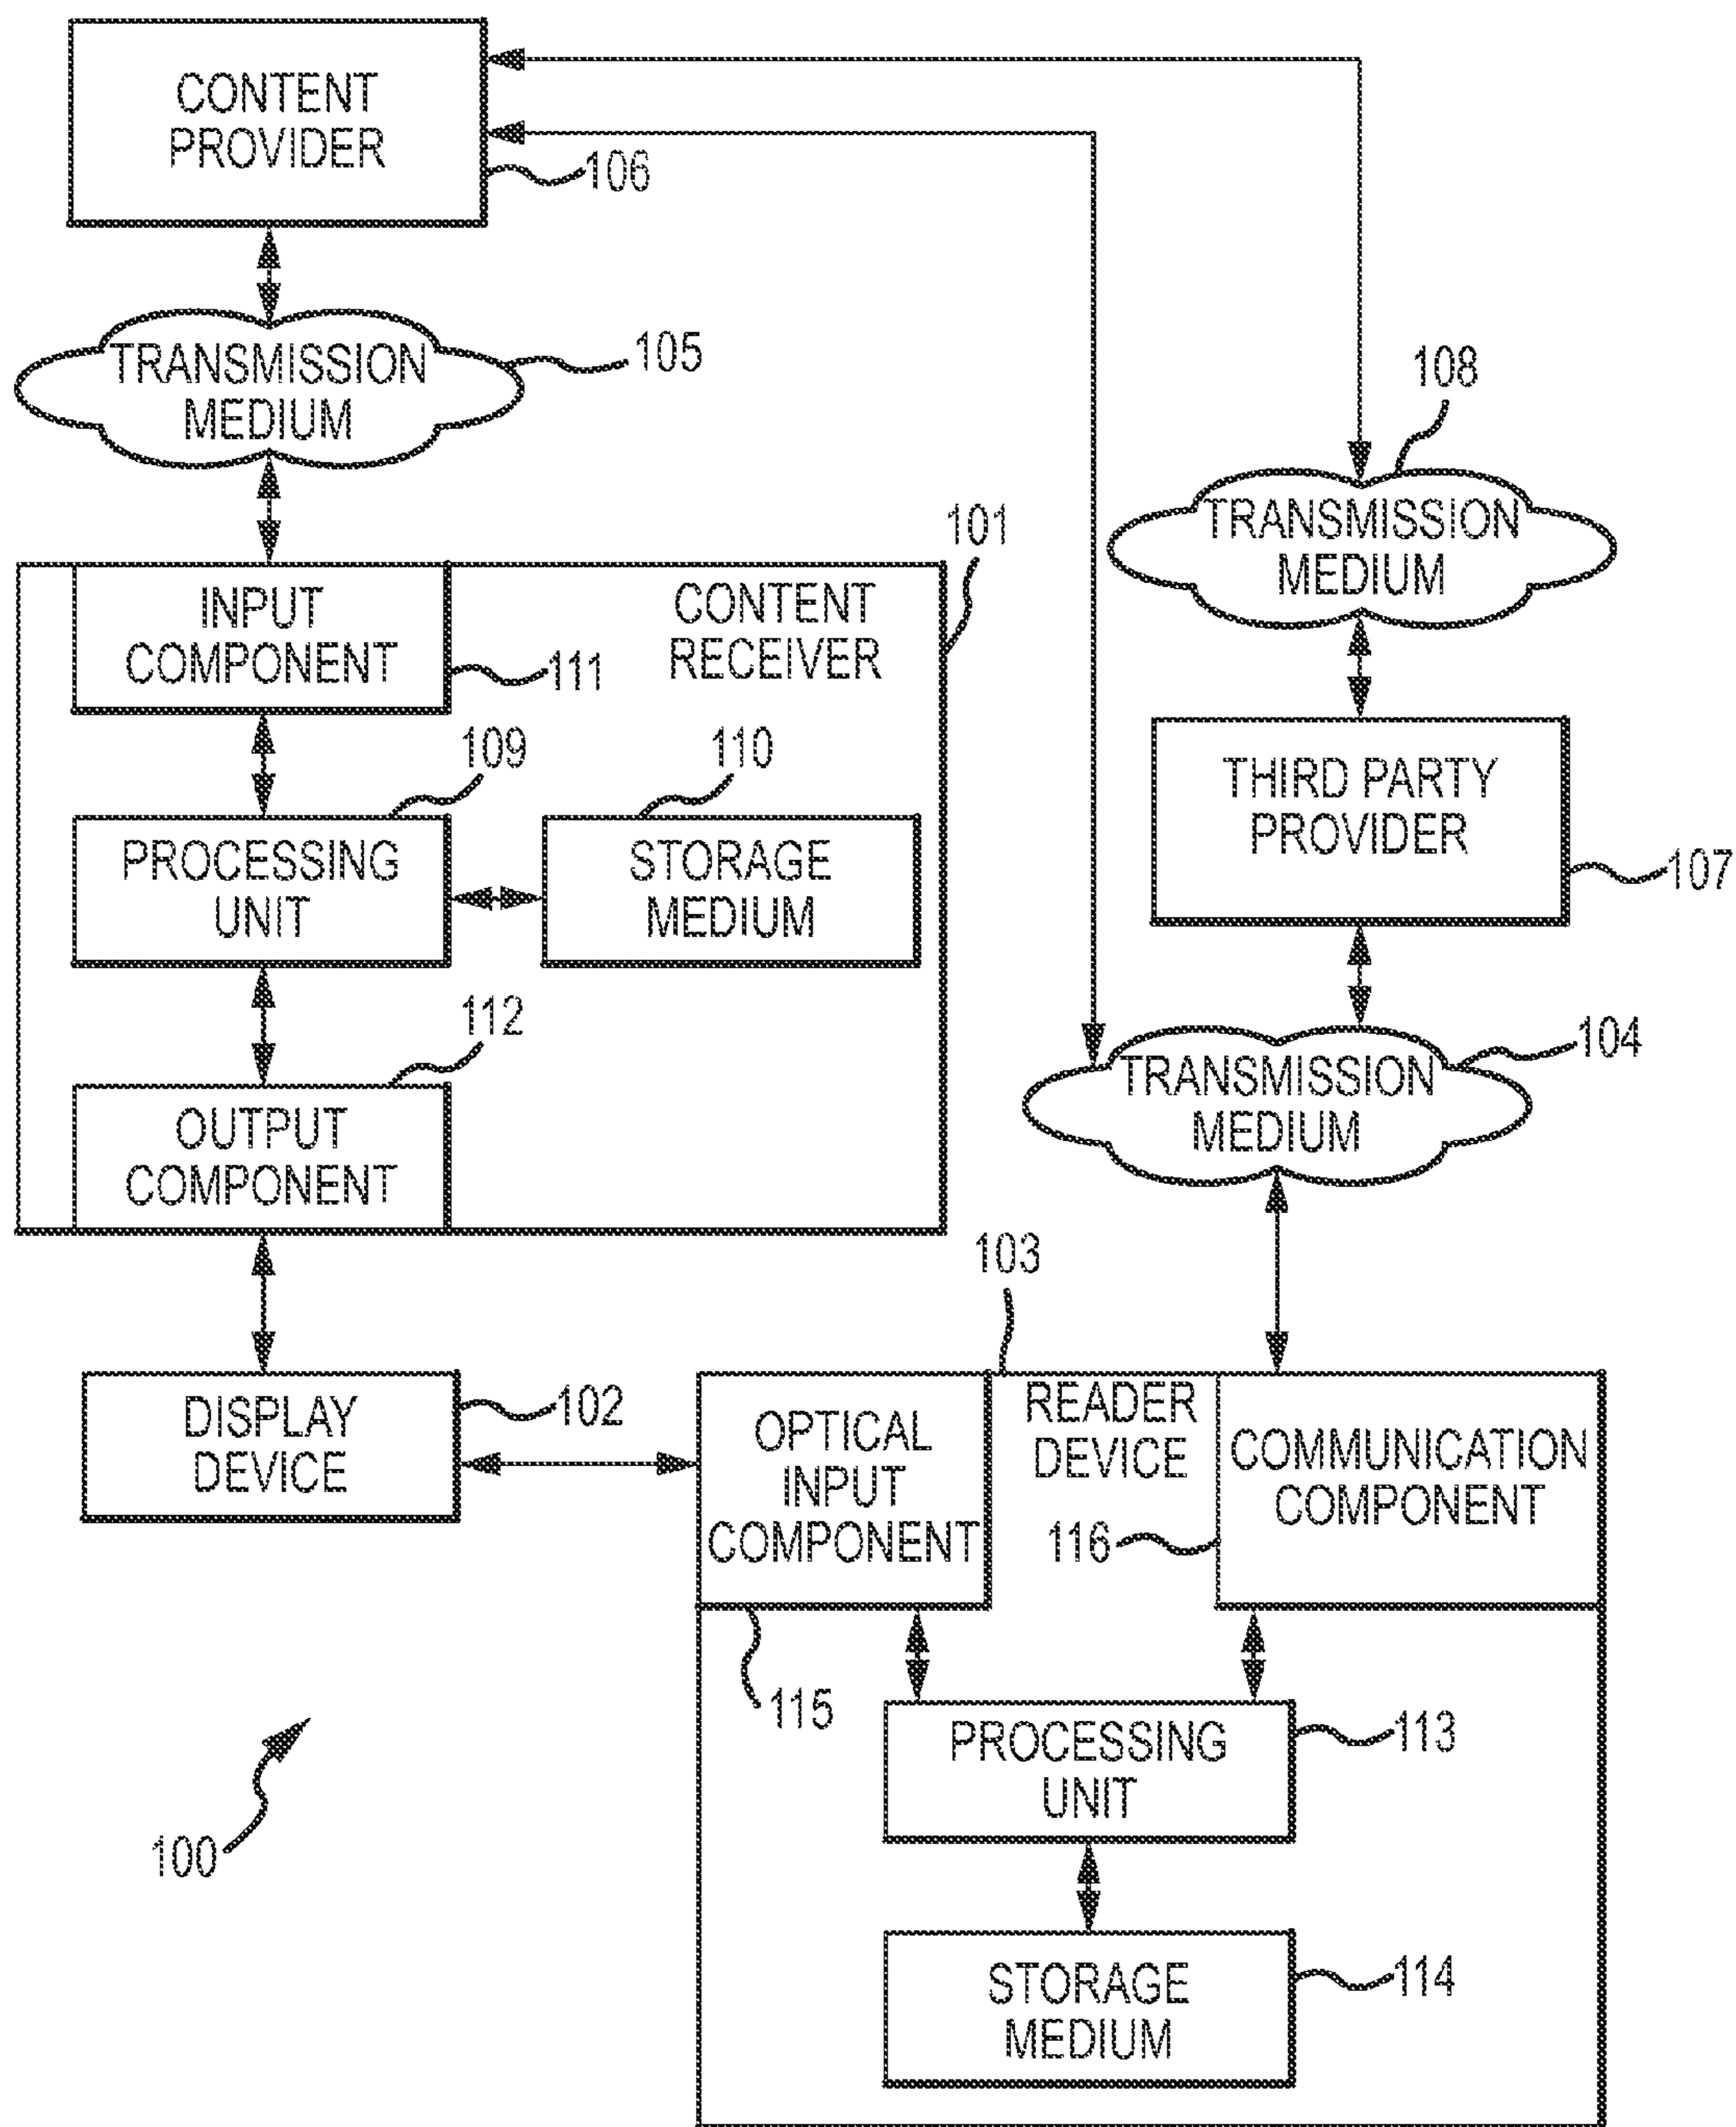 CONTENT
PROVIDER
106
TRANSMISSION
MEDIUM
105
108
TRANSMISSION
MEDIUM
101
INPUT
COMPONENT
111
CONTENT
RECEIVER
109
110
PROCESSING
UNIT
STORAGE
MEDIUM
THIRD PARTY
PROVIDER
107
112
OUTPUT
COMPONENT
104
TRANSMISSION
MEDIUM
103
DISPLAY
DEVICE
102
OPTICAL
INPUT
COMPONENT
READER
DEVICE
116
COMMUNICATION
COMPONENT
115
PROCESSING
UNIT
113
100
STORAGE
MEDIUM
114